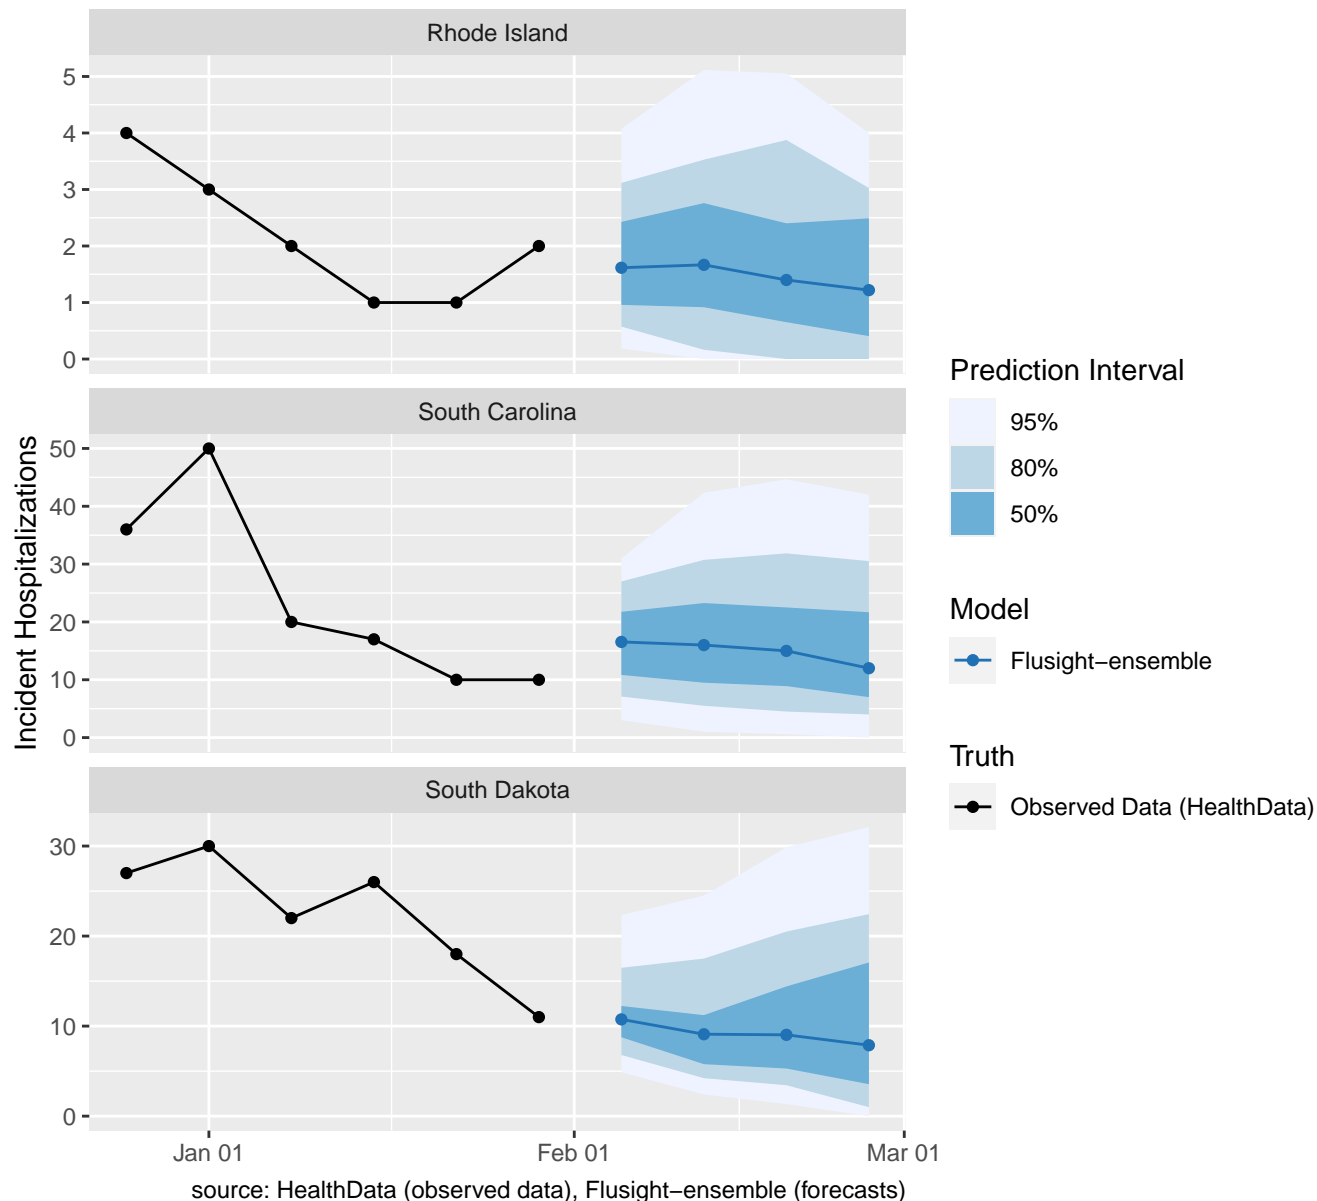 Rhode Island
5
4
3
2
1
0
South Carolina
50
40
30
20
10
0
South Dakota
30
20
10
0
Incident Hospitalizations
Jan 01
Feb 01
Mar 01
source: HealthData (observed data), Flusight−ensemble (forecasts)
Prediction Interval
95%
80%
50%
Model
Flusight−ensemble
Truth
Observed Data (HealthData)